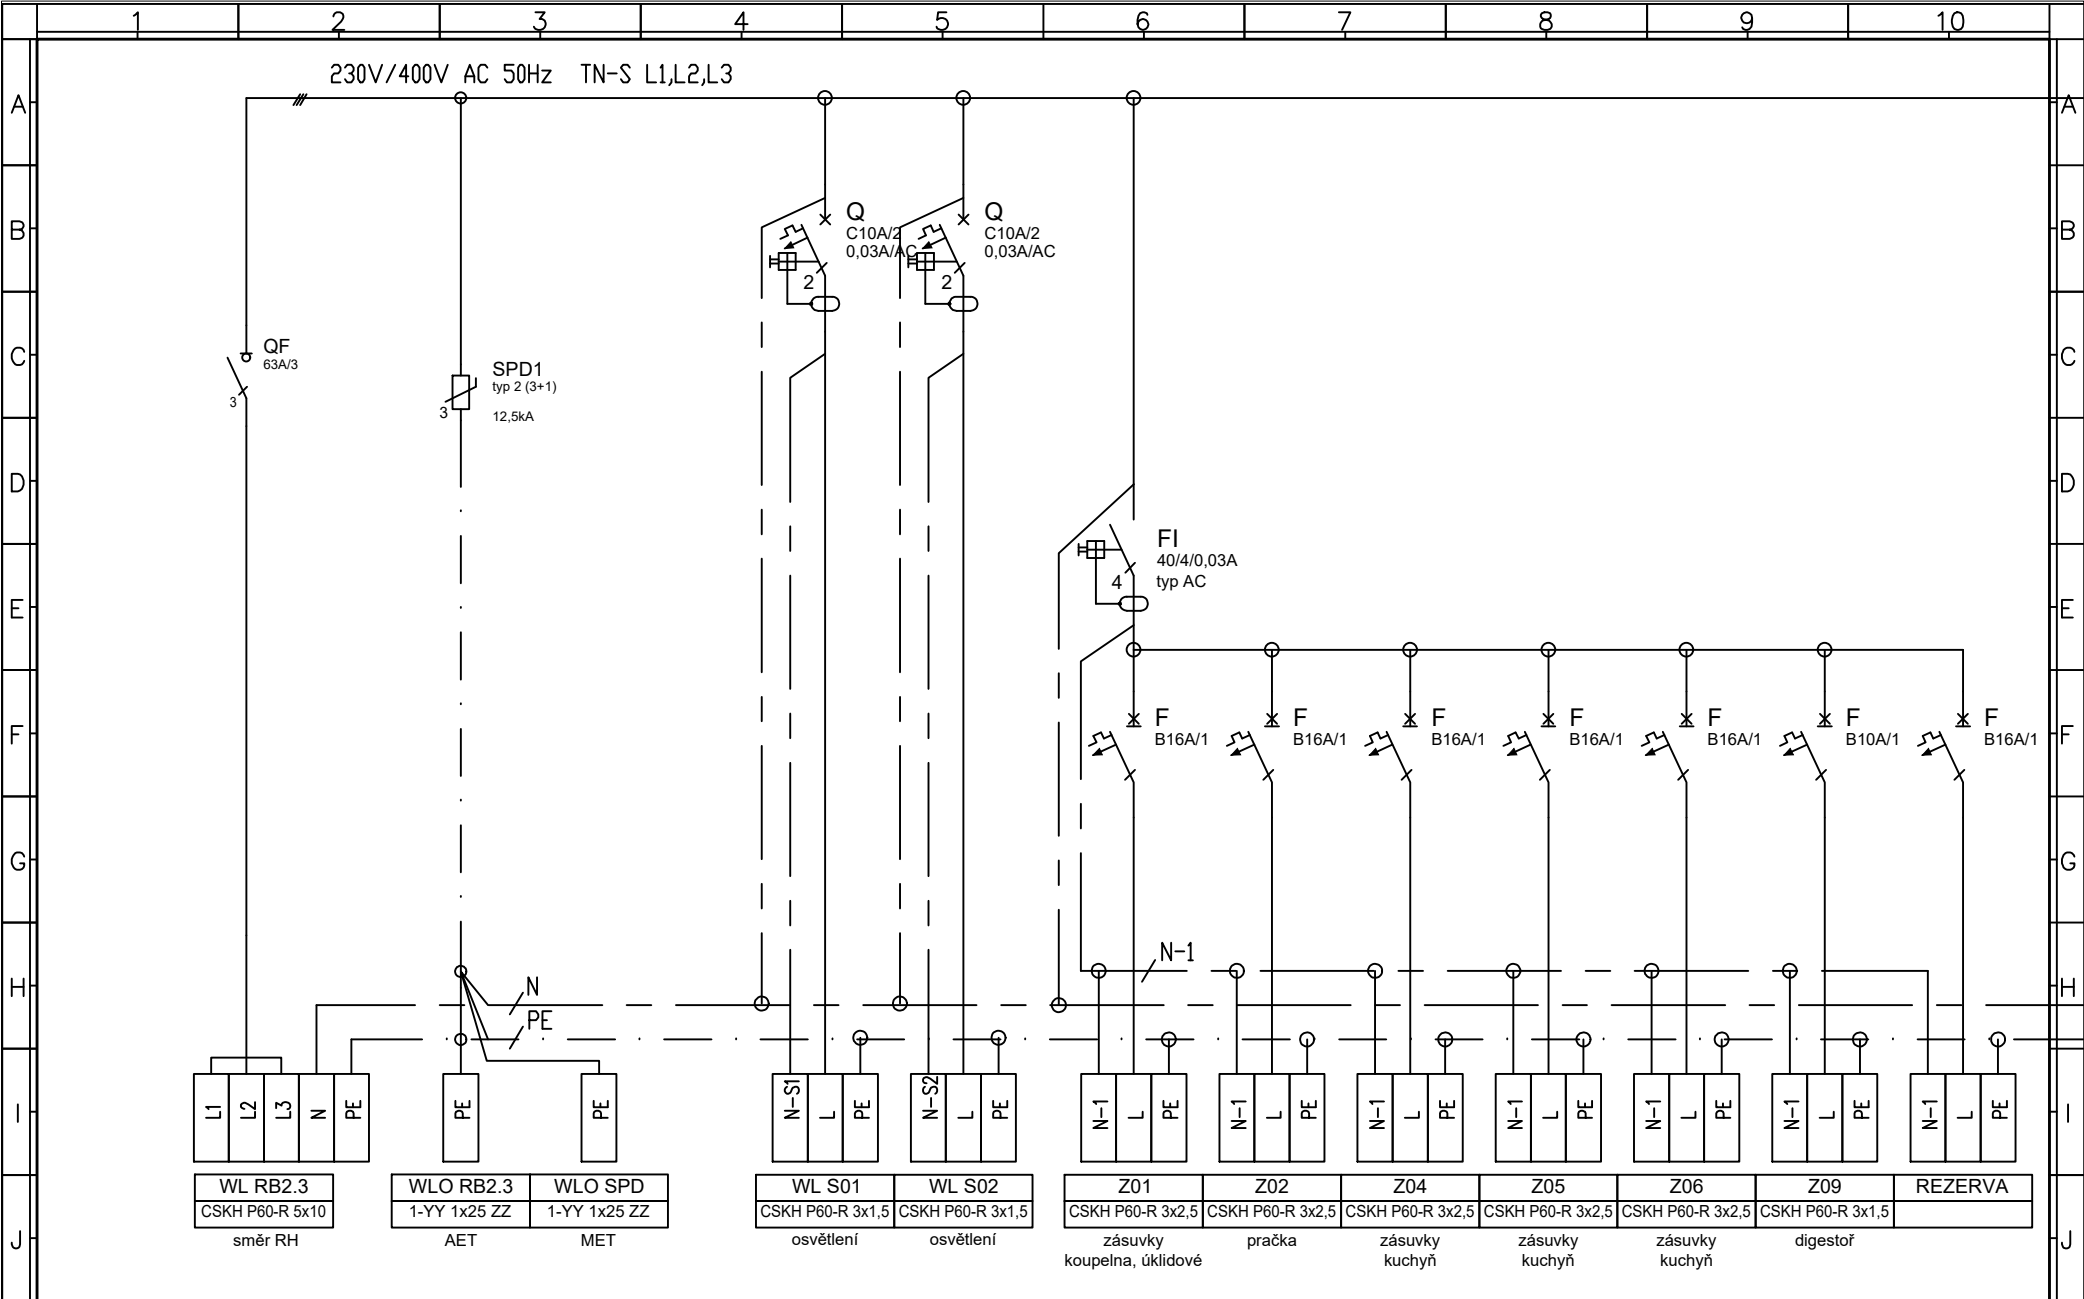 1 2 3 4 5 6 7 8 9 10
230V/400V AC 50Hz TN-S L1,L2,L3
A A
B B
C C
D D
E E
F F
G G
H H
I I
J J
QF
63A/3
3
SPD1
typ 2 (3+1)
12,5kA
3
Q
C10A/2
0,03A/AC
2
Q
C10A/2
0,03A/AC
2
FI
40/4/0,03A
typ AC
4
F
B16A/1
F
B16A/1
F
B16A/1
F
B16A/1
F
B16A/1
F
B10A/1
F
B16A/1
N-1
N
PE
L1 L2 L3 N PE
PE
PE
N-S1 L PE
N-S2 L PE
N-1 L PE
N-1 L PE
N-1 L PE
N-1 L PE
N-1 L PE
N-1 L PE
N-1 L PE
WL RB2.3
CSKH P60-R 5x10
směr RH
WLO RB2.3
1-YY 1x25 ZZ
AET
WLO SPD
1-YY 1x25 ZZ
MET
WL S01
CSKH P60-R 3x1,5
osvětlení
WL S02
CSKH P60-R 3x1,5
osvětlení
Z01
CSKH P60-R 3x2,5
zásuvky
koupelna, úklidové
Z02
CSKH P60-R 3x2,5
pračka
Z04
CSKH P60-R 3x2,5
zásuvky
kuchyň
Z05
CSKH P60-R 3x2,5
zásuvky
kuchyň
Z06
CSKH P60-R 3x2,5
zásuvky
kuchyň
Z09
CSKH P60-R 3x1,5
digestoř
REZERVA